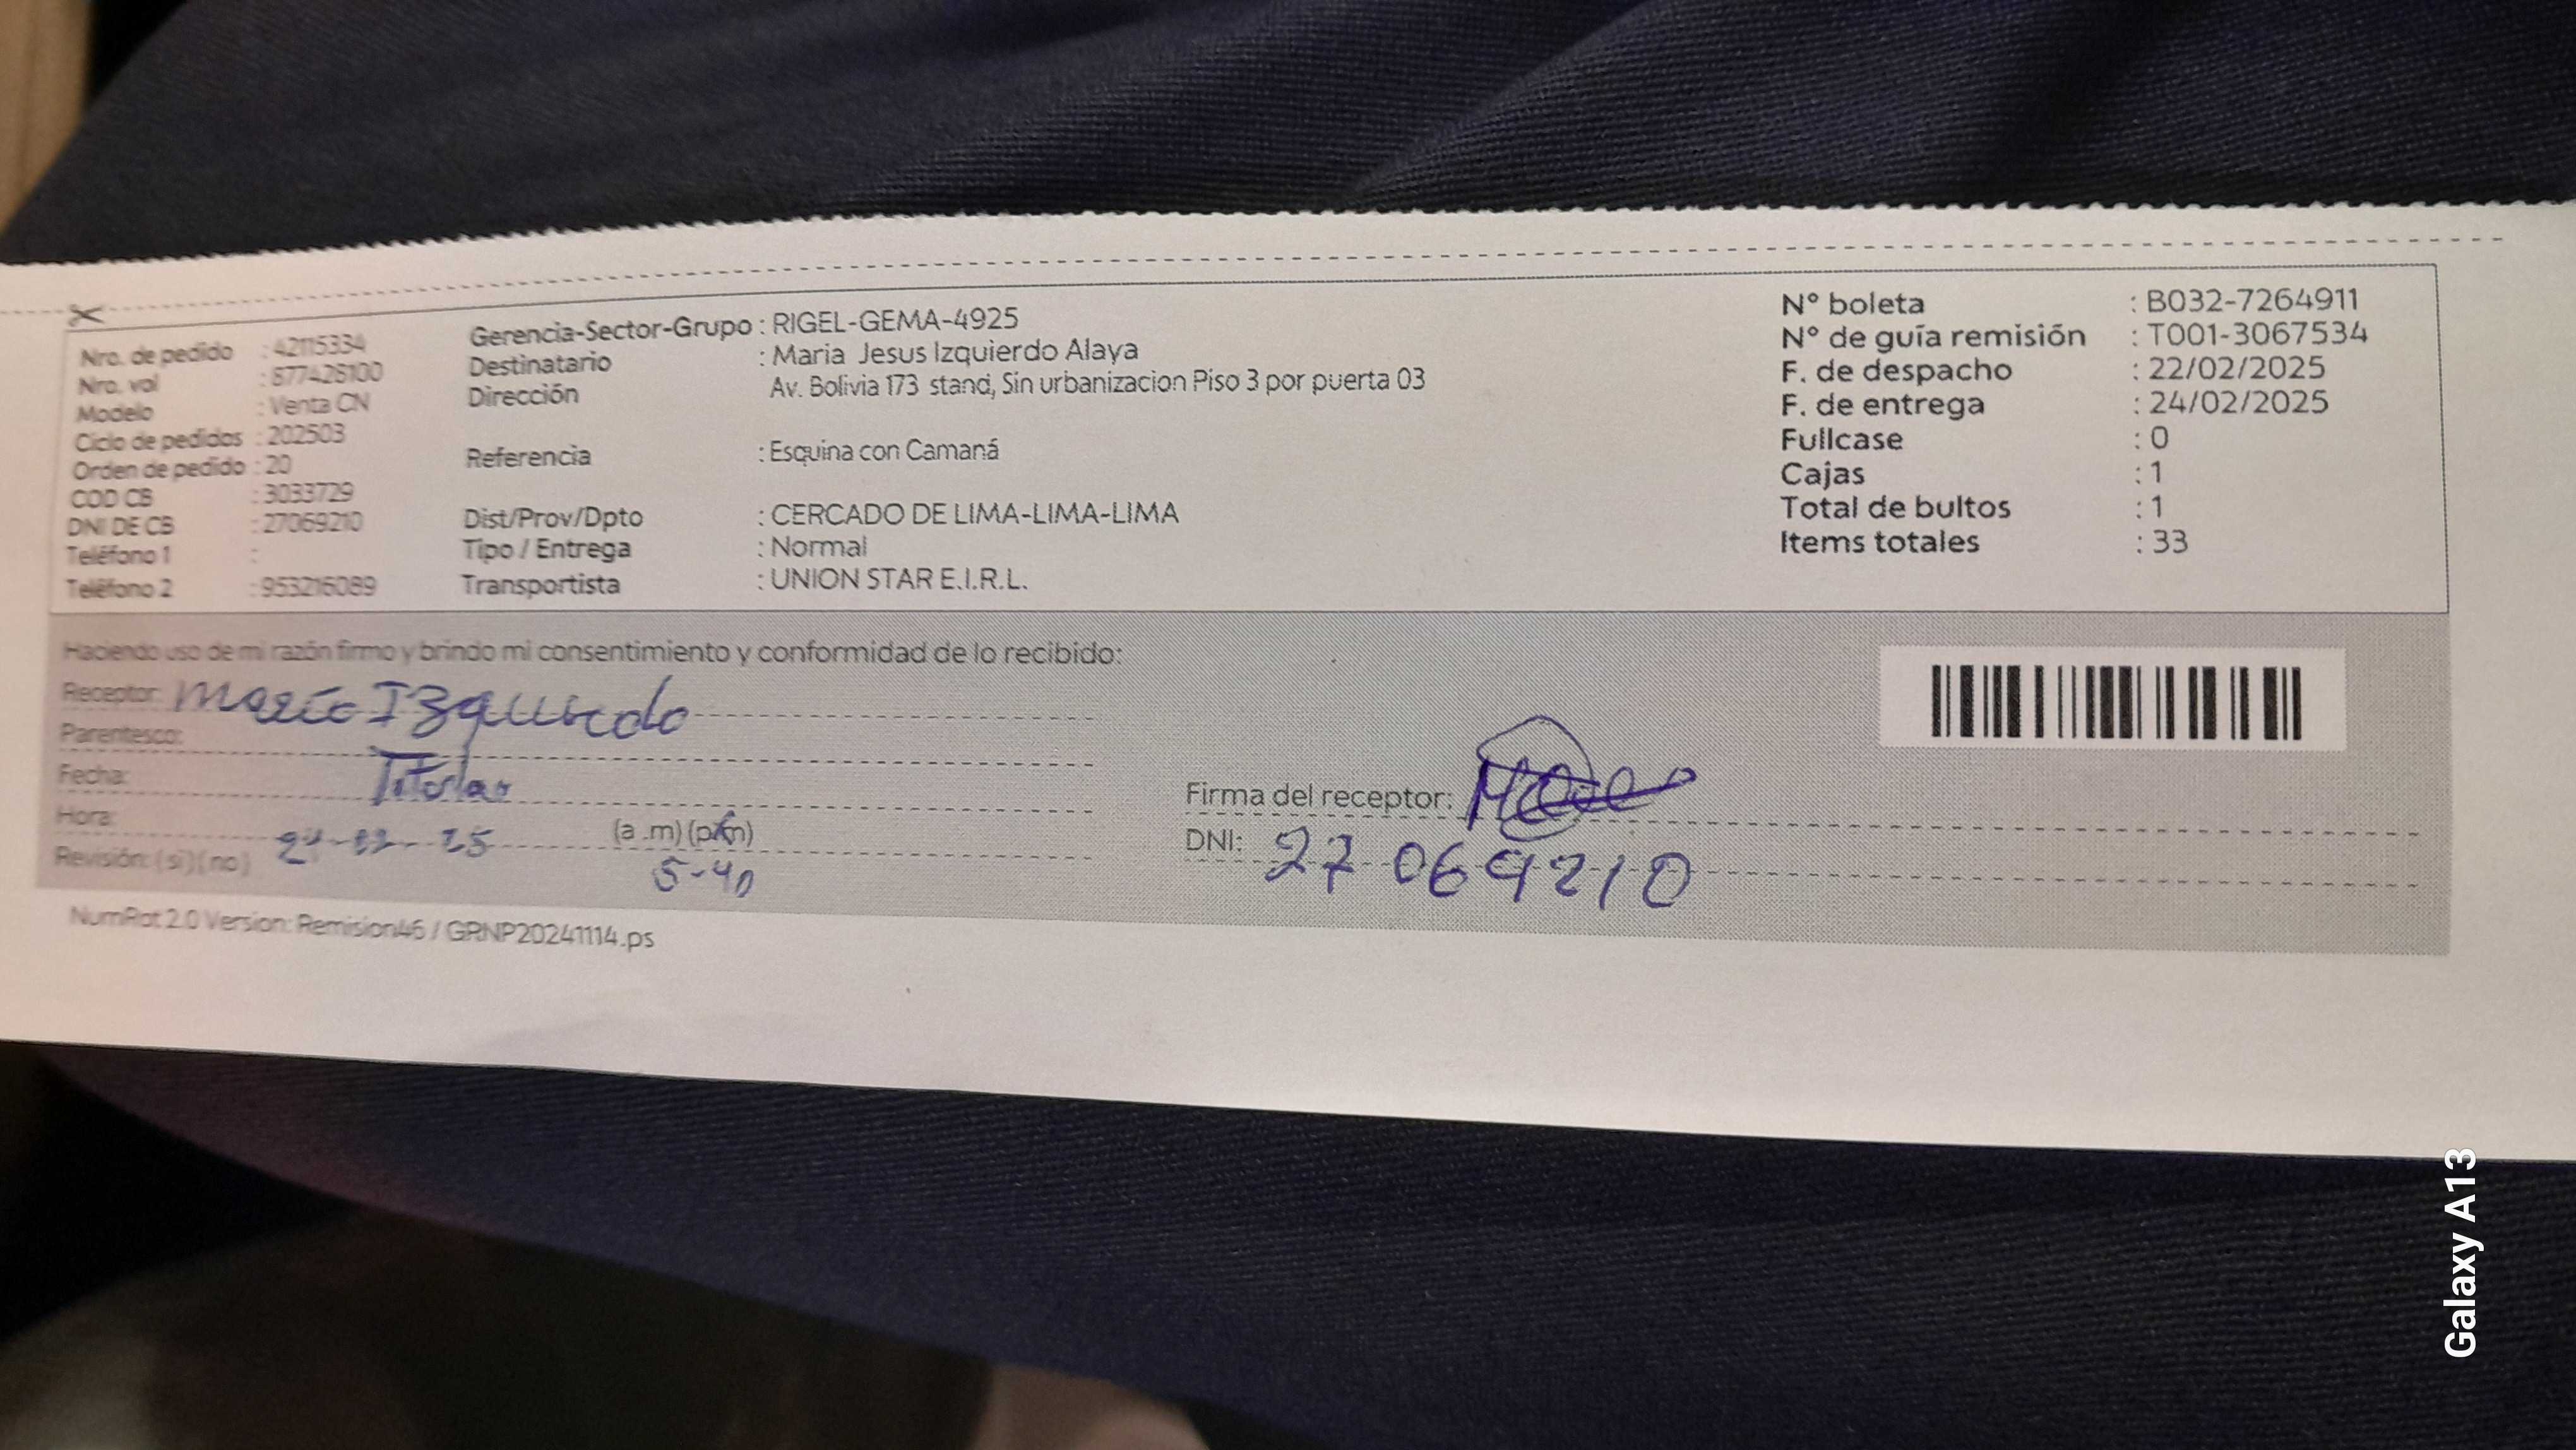 Nro. de pedido : 42115334
Nro. vol : 877428100
Modelo : Venta CN
Ciclo de pedidos : 202503
Orden de pedido : 20
COD CB : 3033729
DNI DE CB : 27069210
Teléfono 1 :
Teléfono 2 : 953216089
Gerencia-Sector-Grupo : RIGEL-GEMA-4925
Destinatario : Maria Jesus Izquierdo Alaya
Dirección Av. Bolivia 173 stand, Sin urbanizacion Piso 3 por puerta 03
Referencia : Esquina con Camaná
Dist/Prov/Dpto : CERCADO DE LIMA-LIMA-LIMA
Tipo / Entrega : Normal
Transportista : UNION STAR E.I.R.L.
N° boleta : B032-7264911
N° de guía remisión : T001-3067534
F. de despacho : 22/02/2025
F. de entrega : 24/02/2025
Fullcase : 0
Cajas : 1
Total de bultos : 1
Items totales : 33
Haciendo uso de mi razón firmo y brindo mi consentimiento y conformidad de lo recibido:
Receptor: María Izquierdo
Parentesco:
Titular
Fecha:
Hora: (a .m) (p.m)
5-40
Revisión: (si) (no)
Firma del receptor:
DNI: 27 069210
NumRot 2.0 Version: Remision46 / GRNP20241114.ps
Galaxy A13